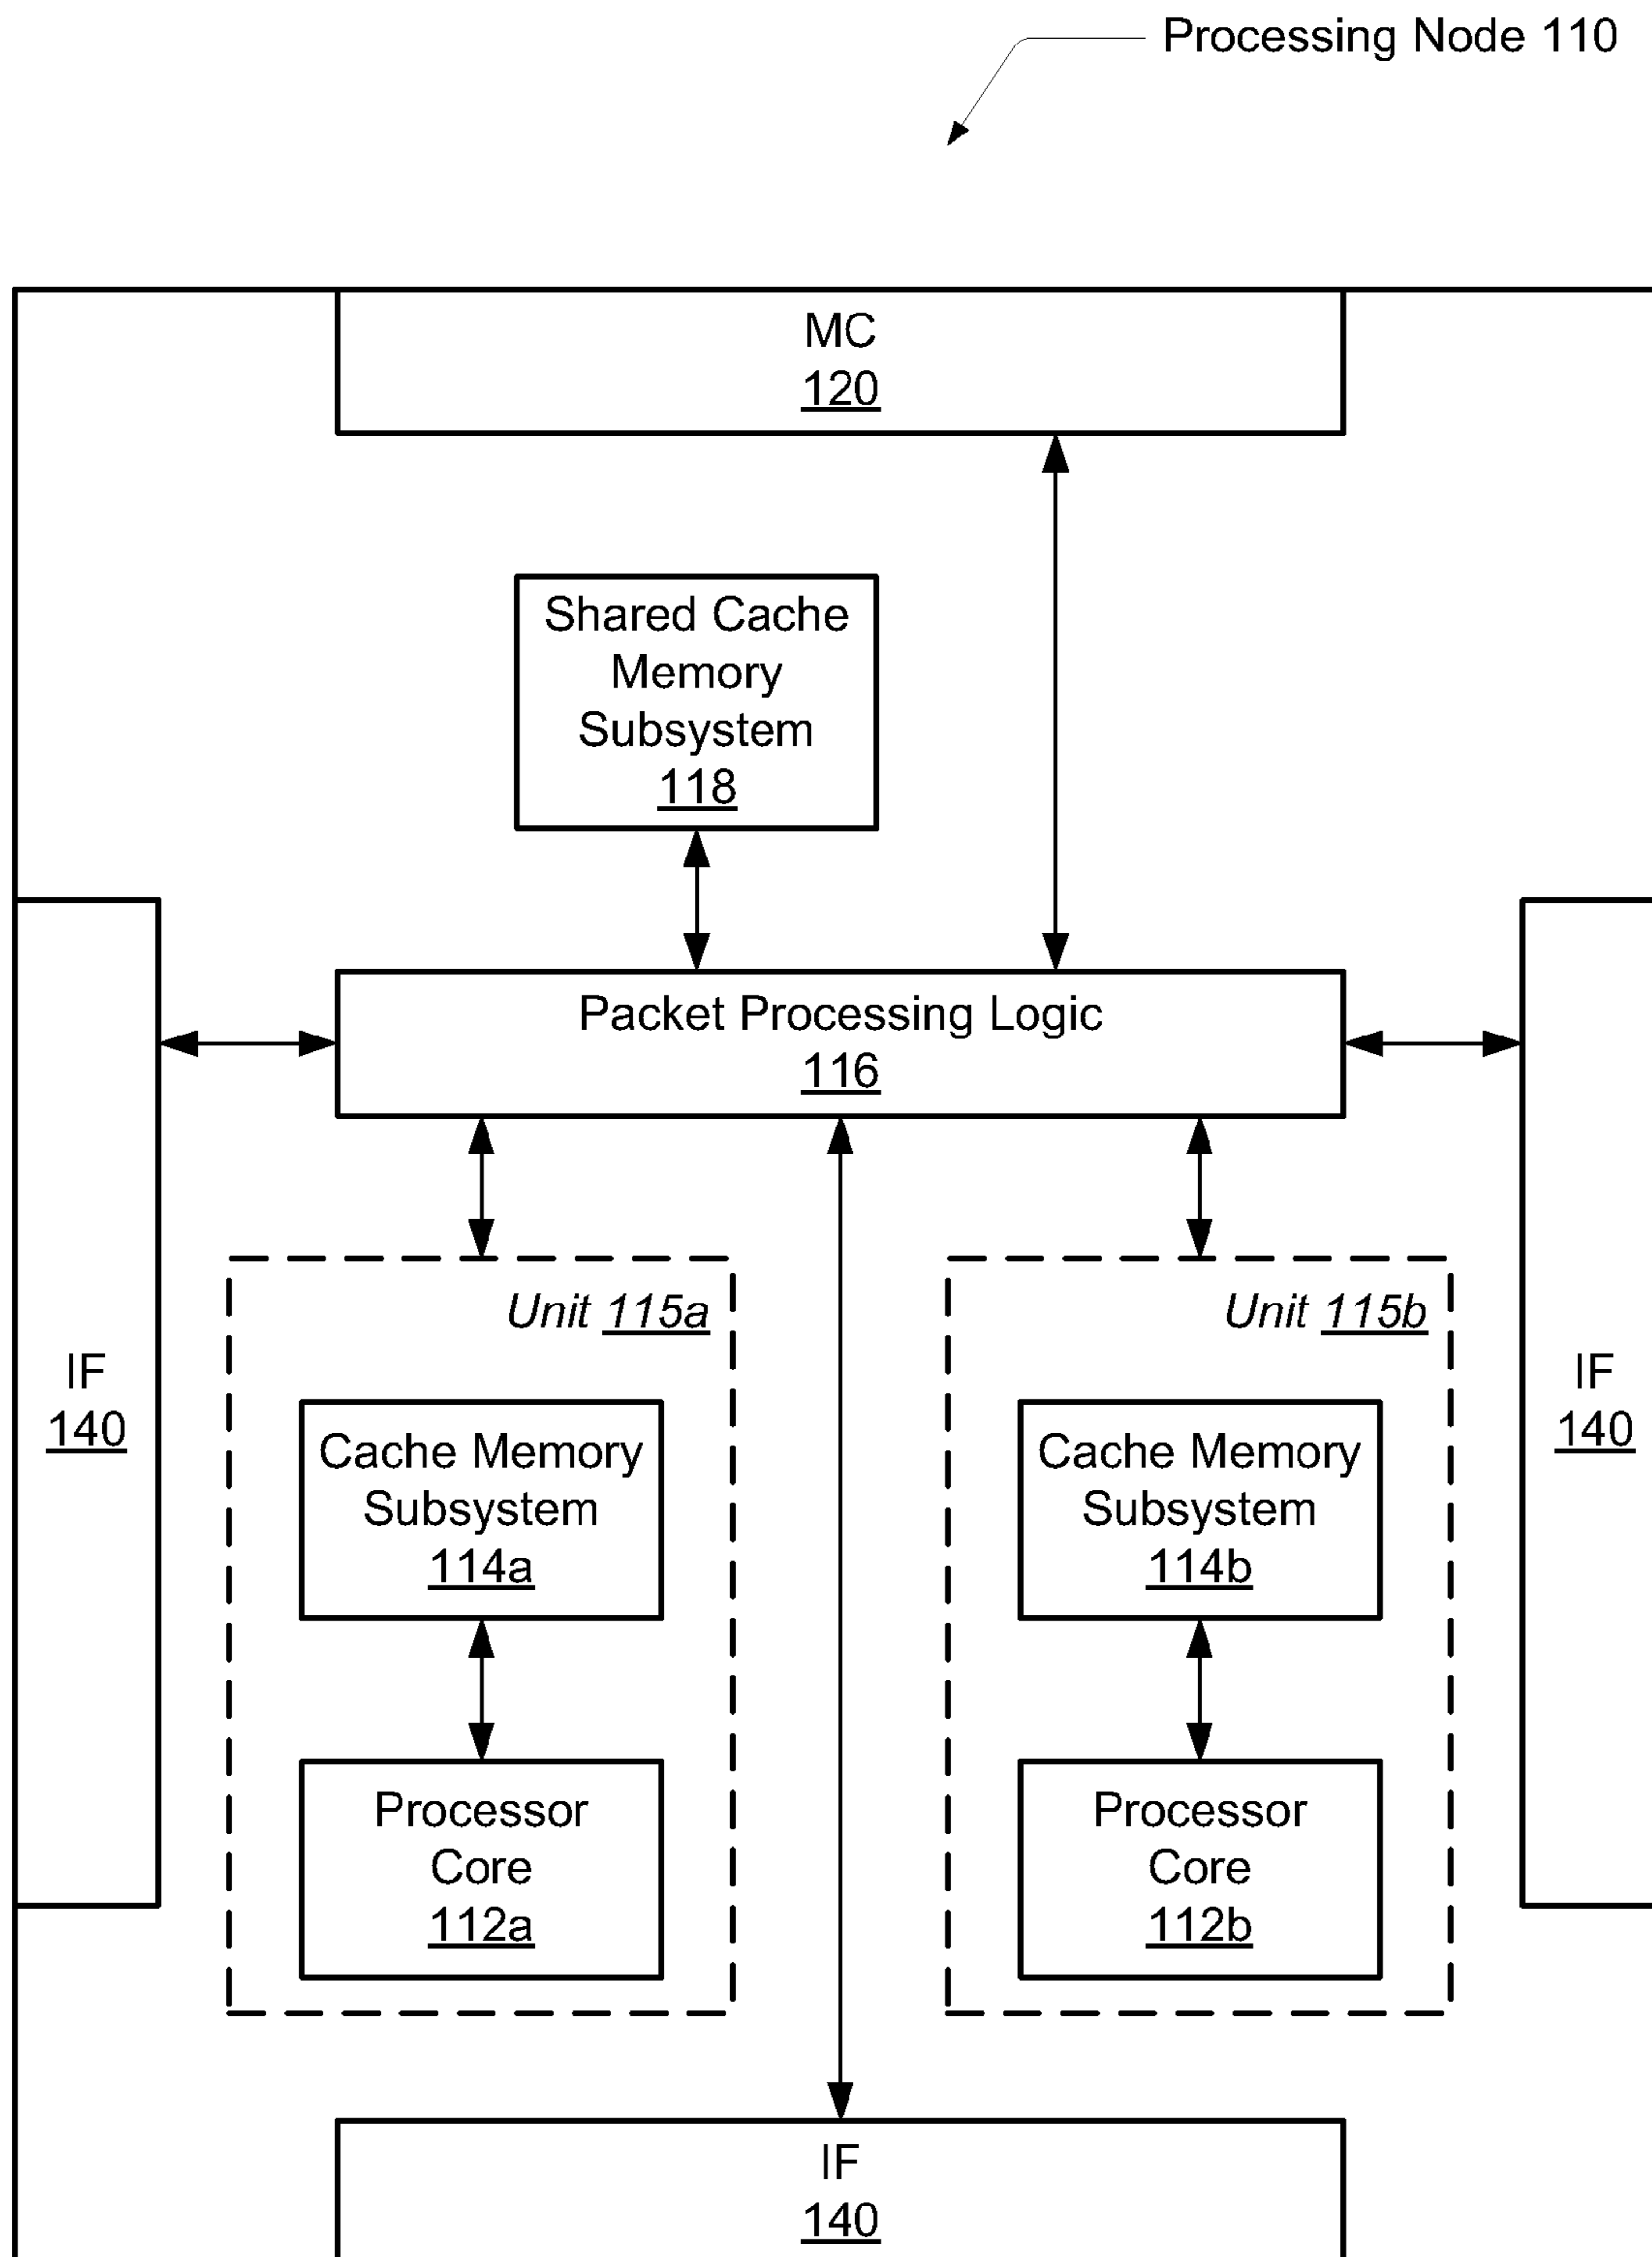 Processing Node 110
MC
120
Shared Cache
Memory
Subsystem
118
Packet Processing Logic
116
Unit 115a
Unit 115b
IF
140
IF
140
Cache Memory
Subsystem
114a
Cache Memory
Subsystem
114b
Processor
Core
112a
Processor
Core
112b
IF
140